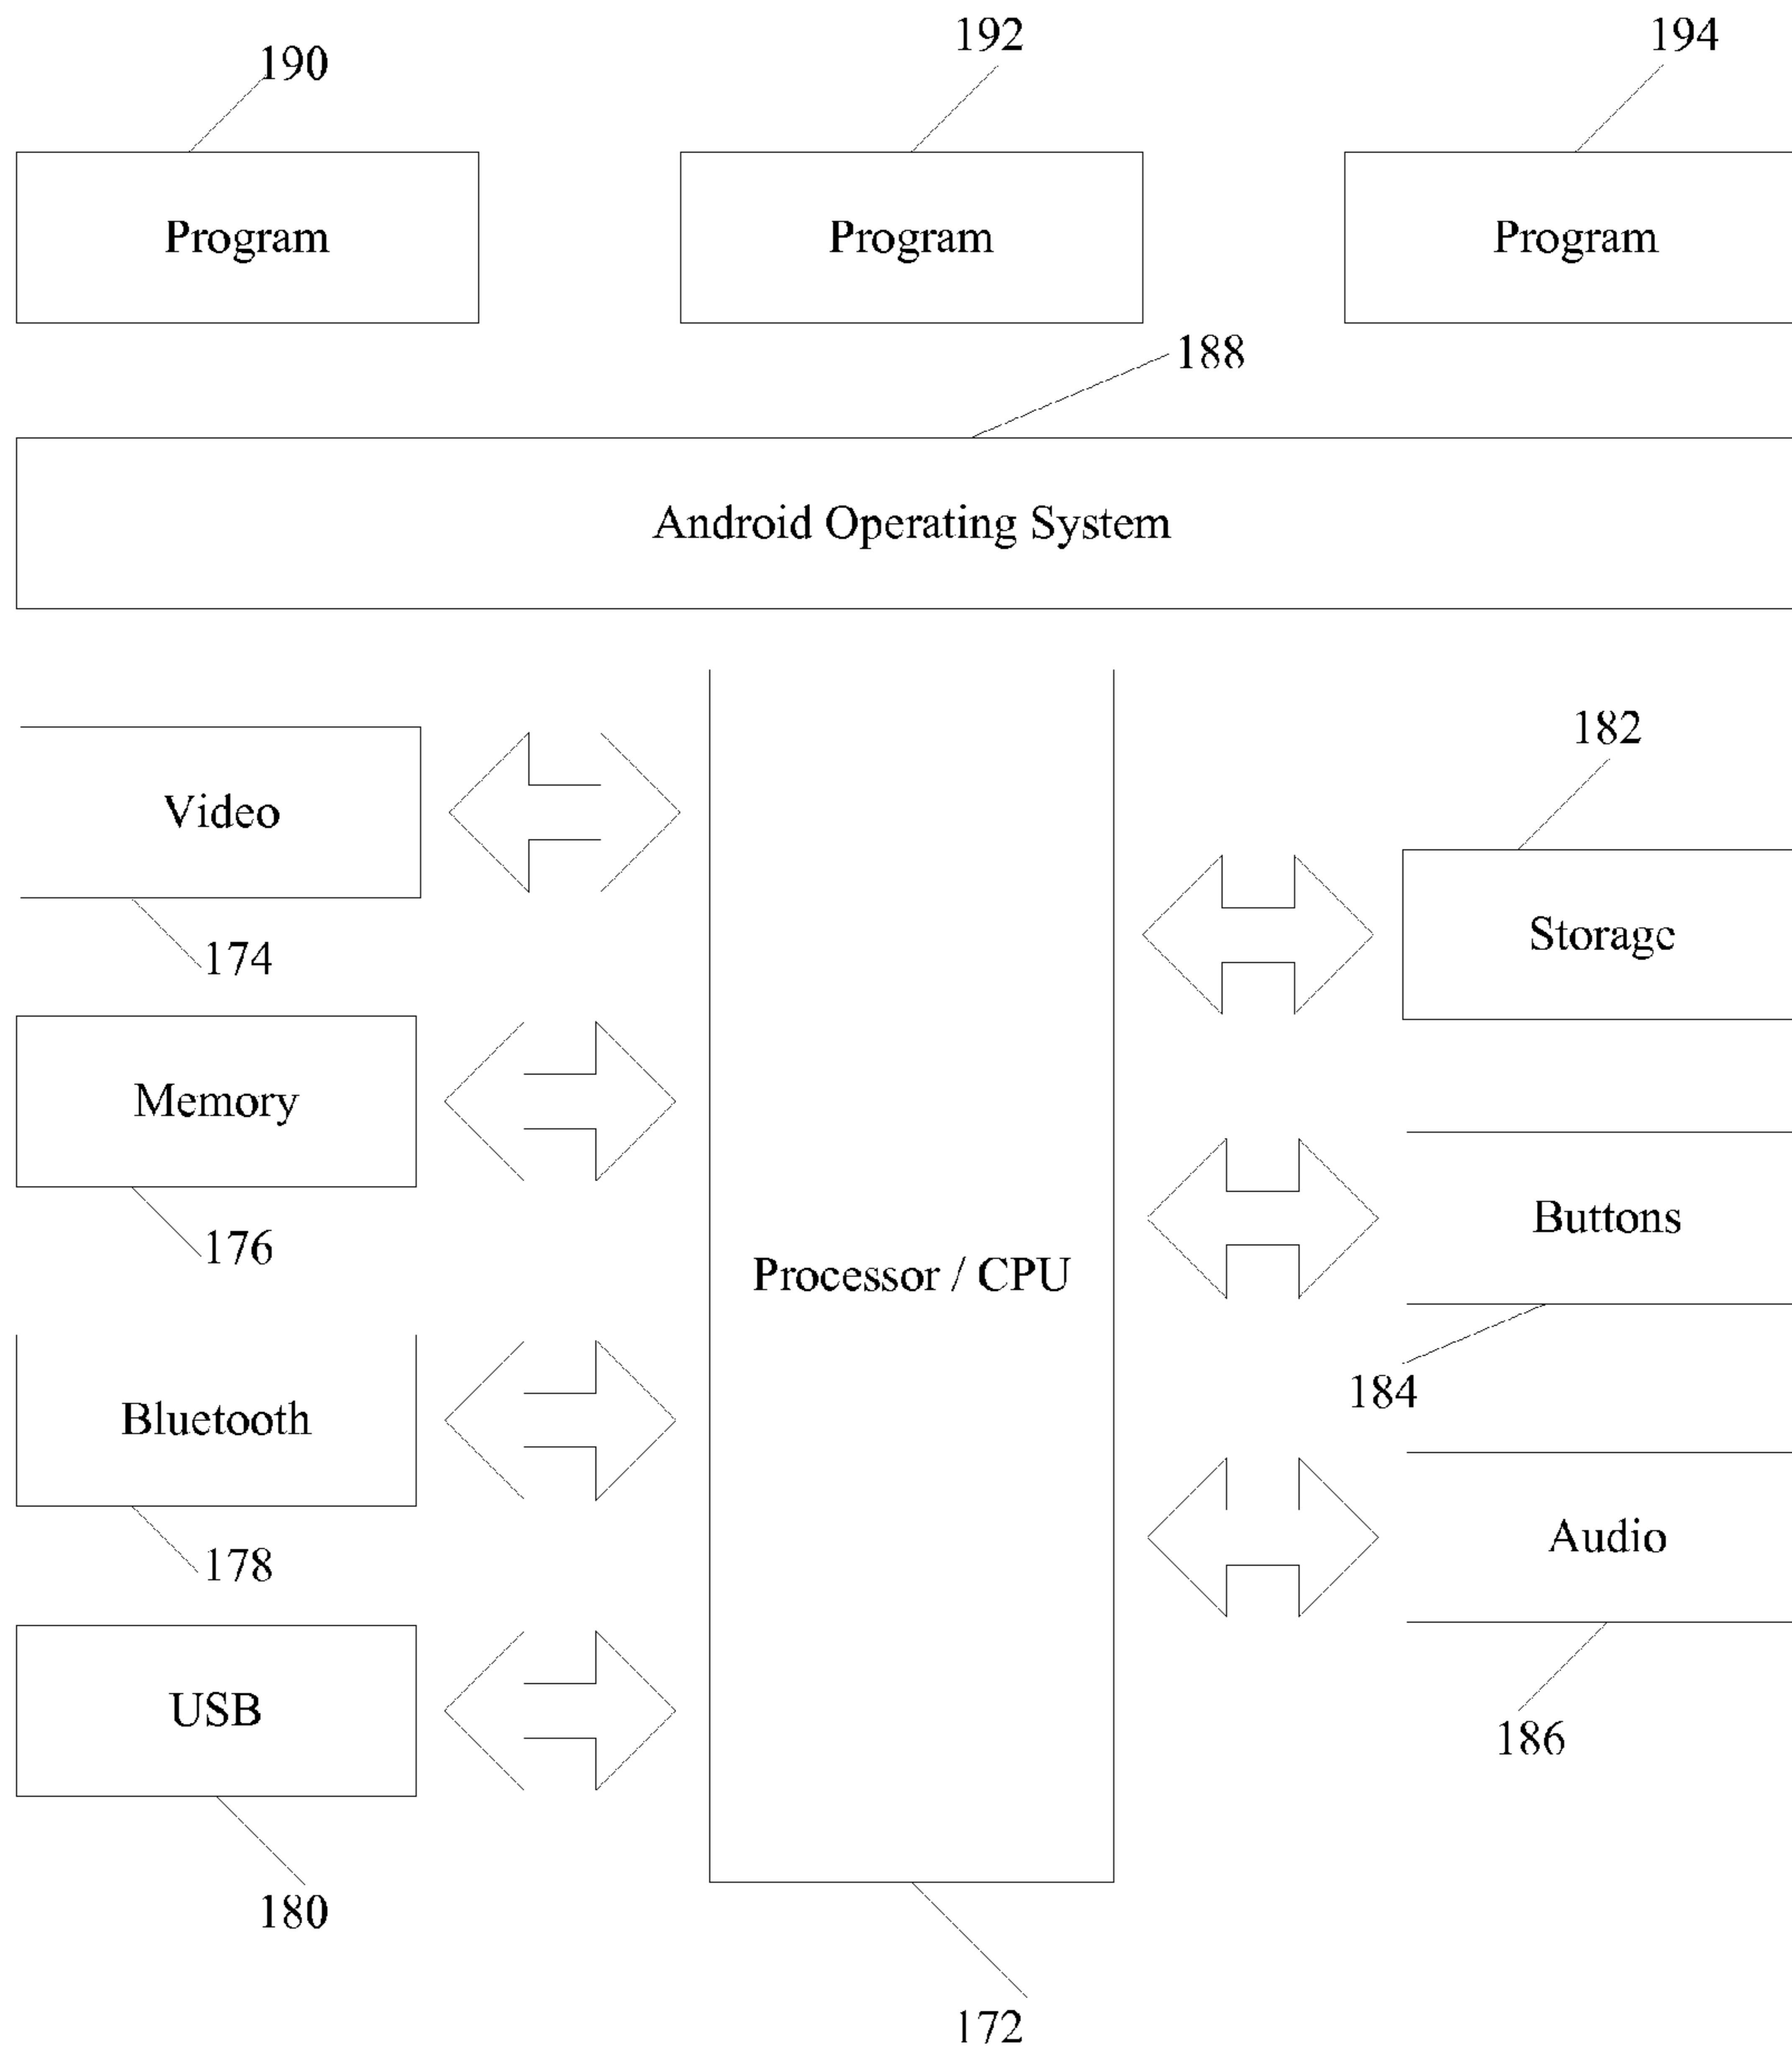 190
192
194
Program
Program
Program
188
Android Operating System
182
Video
Storage
174
Memory
Buttons
176
Processor / CPU
184
Bluetooth
Audio
178
USB
186
180
172